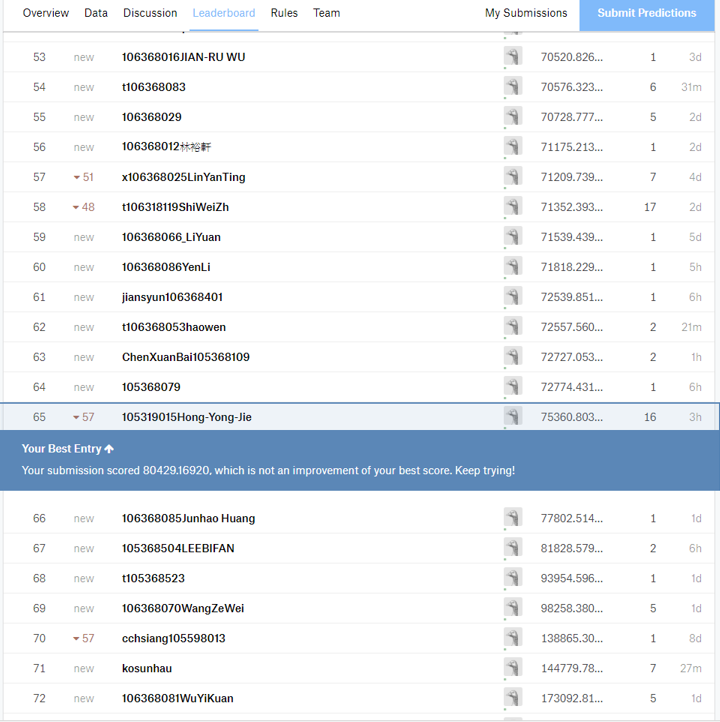 Overview Data Discussion Leaderboard Rules Team My Submissions Submit Predictions
53 new 106368016JIAN-RU WU 70520.826... 1 3d
54 new t106368083 70576.323... 6 31m
55 new 106368029 70728.777... 5 2d
56 new 106368012林裕軒 71175.213... 1 2d
57 51 x106368025LinYanTing 71209.739... 7 4d
58 48 t106318119ShiWeiZh 71352.393... 17 2d
59 new 106368066_LiYuan 71539.439... 1 5d
60 new 106368086YenLi 71818.229... 1 5h
61 new jiansyun106368401 72539.851... 1 6h
62 new t106368053haowen 72557.560... 2 21m
63 new ChenXuanBai105368109 72727.053... 2 1h
64 new 105368079 72774.431... 1 6h
65 57 105319015Hong-Yong-Jie 75360.803... 16 3h
Your Best Entry
Your submission scored 80429.16920, which is not an improvement of your best score. Keep trying!
66 new 106368085Junhao Huang 77802.514... 1 1d
67 new 105368504LEEBIFAN 81828.579... 2 6h
68 new t105368523 93954.596... 1 1d
69 new 106368070WangZeWei 98258.380... 5 1d
70 57 cchsiang105598013 138865.30... 1 8d
71 new kosunhau 144779.78... 7 27m
72 new 106368081WuYiKuan 173092.81... 5 1d